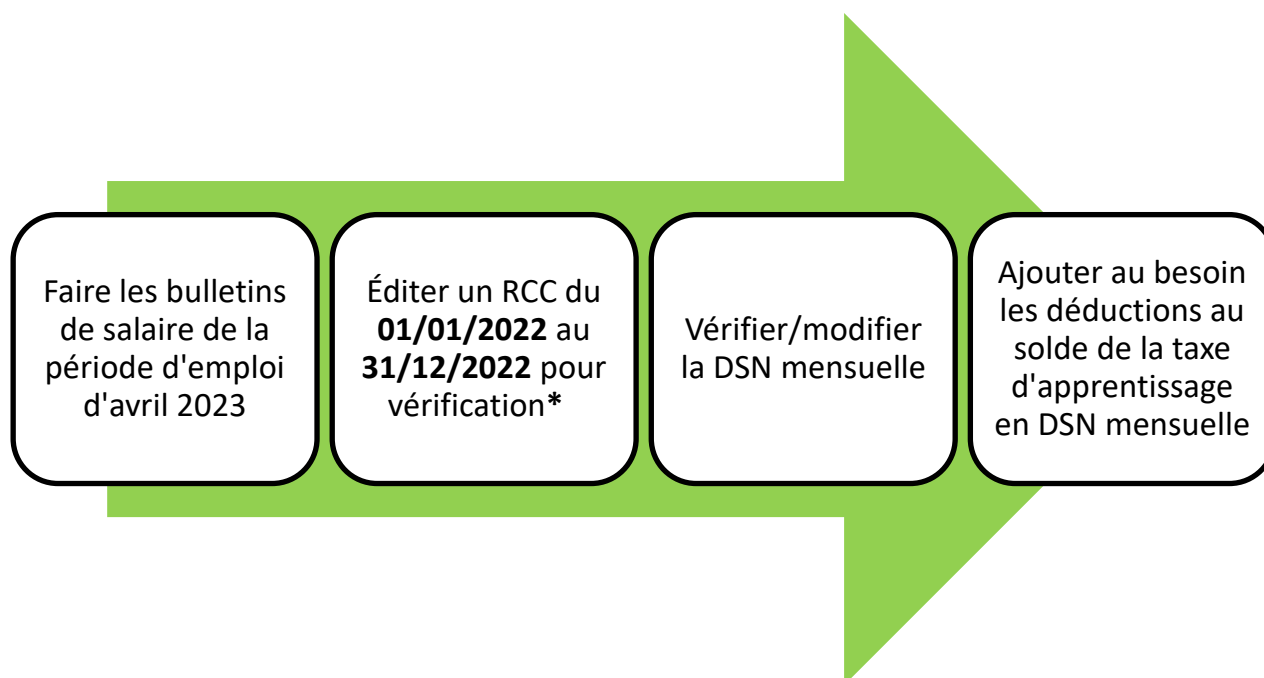 Faire les bulletins
de salaire de la
période d'emploi
d'avril 2023
Éditer un RCC du
01/01/2022 au
31/12/2022 pour
vérification*
Vérifier/modifier
la DSN mensuelle
Ajouter au besoin
les déductions au
solde de la taxe
d'apprentissage
en DSN mensuelle